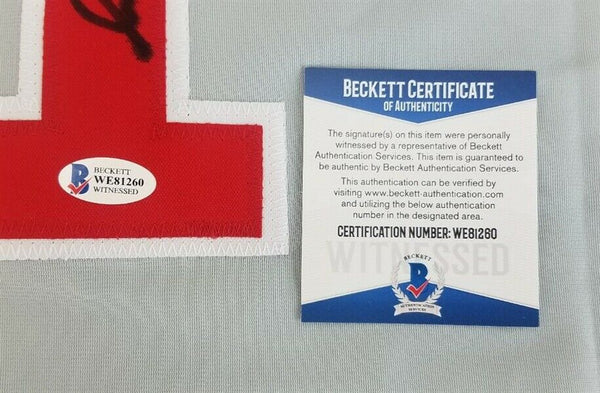 BECKETT
WE81260
WITNESSED
BECKETT CERTIFICATE
OF AUTHENTICITY
The signature(s) on this item were personally
witnessed by a representative of Beckett
Authentication Services. This item is guaranteed
to be authentic by Beckett Authentication Services.
This authentication can be verified by
visiting www.beckett-authentication.com
and utilizing the below authentication
number in the designated area.
CERTIFICATION NUMBER: WE81260
WITNESSED
BECKETT
B
AUTHENTICATION
SERVICES